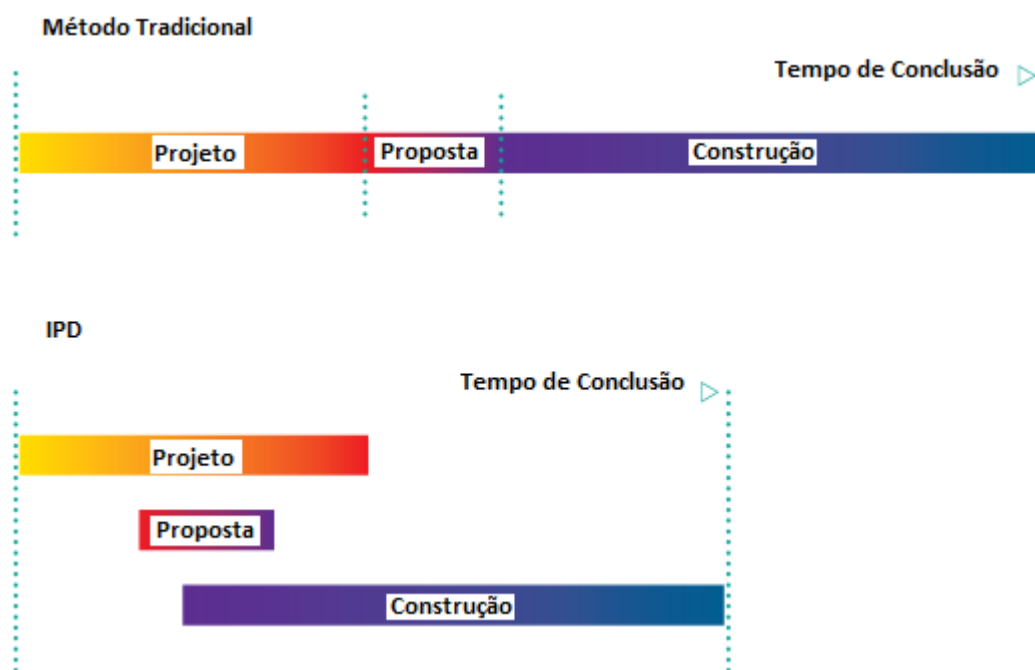 Método Tradicional
Tempo de Conclusão
Projeto
Proposta
Construção
IPD
Tempo de Conclusão
Projeto
Proposta
Construção